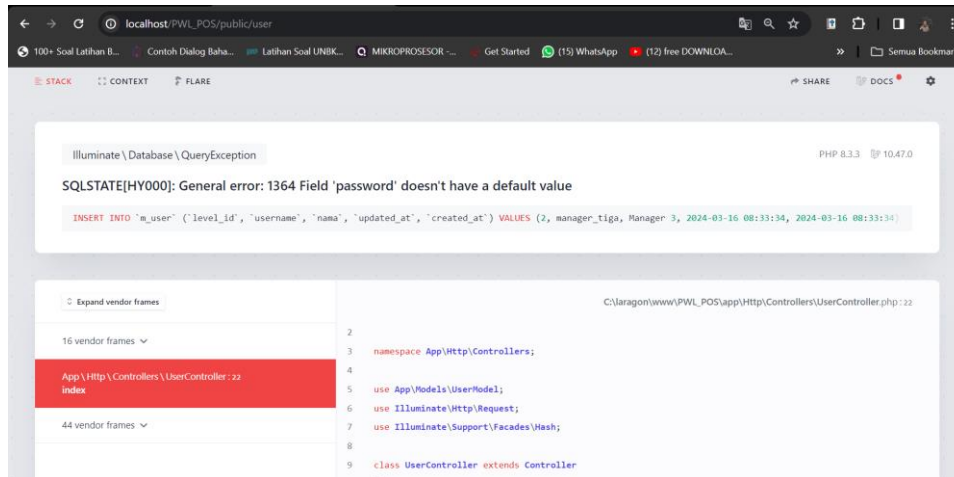 localhost/PWL_POS/public/user
100+ Soal Latihan B... Contoh Dialog Baha... Latihan Soal UNBK... MIKROPROSESOR -... Get Started (15) WhatsApp (12) free DOWNLOA... » Semua Bookmar
STACK CONTEXT FLARE SHARE DOCS
Illuminate\Database\QueryException PHP 8.3.3 10.47.0
SQLSTATE[HY000]: General error: 1364 Field 'password' doesn't have a default value
INSERT INTO `m_user` (`level_id`, `username`, `nama`, `updated_at`, `created_at`) VALUES (2, manager_tiga, Manager 3, 2024-03-16 08:33:34, 2024-03-16 08:33:34)
Expand vendor frames C:\laragon\www\PWL_POS\app\Http\Controllers\UserController.php:22
16 vendor frames
App\Http\Controllers\UserController:22
index
44 vendor frames
2
3 namespace App\Http\Controllers;
4
5 use App\Models\UserModel;
6 use Illuminate\Http\Request;
7 use Illuminate\Support\Facades\Hash;
8
9 class UserController extends Controller